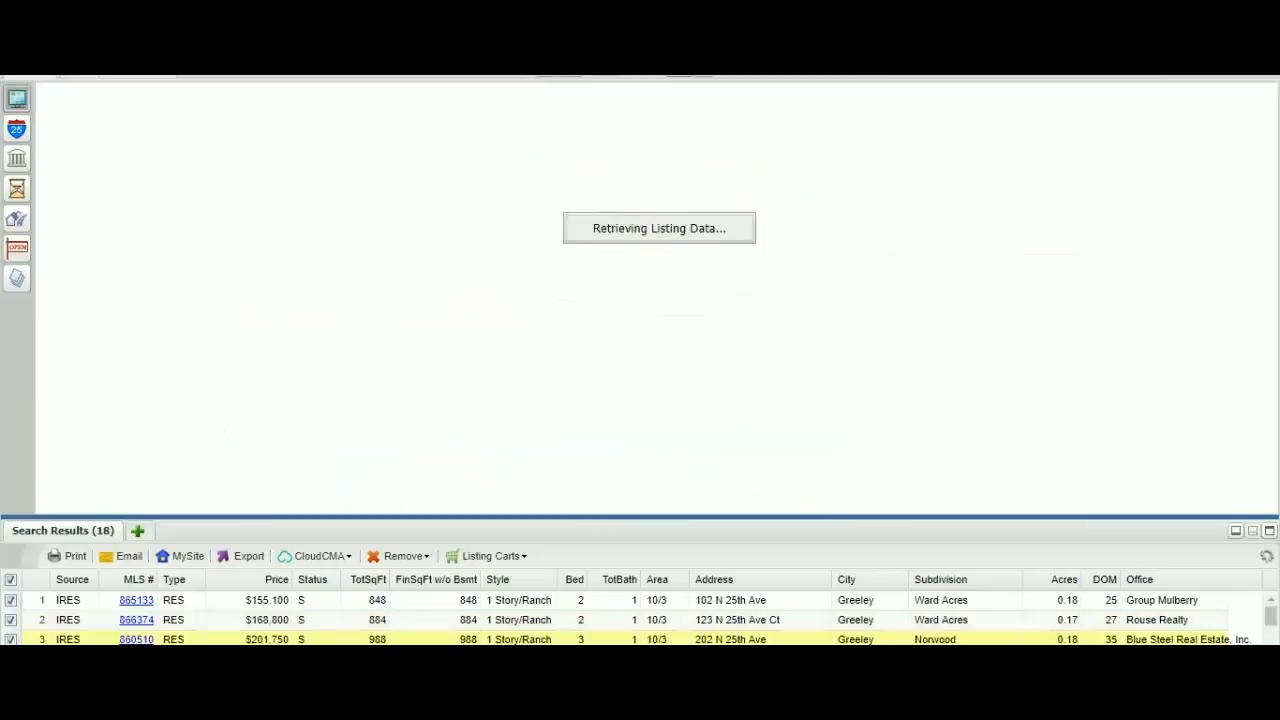 25
OPEN
Retrieving Listing Data...
Search Results (18)
Print Email MySite Export CloudCMA Remove Listing Carts
Source MLS # Type Price Status TotSqFt FinSqFt w/o Bsmt Style Bed TotBath Area Address City Subdivision Acres DOM Office
1 IRES 865133 RES $155,100 S 848 848 1 Story/Ranch 2 1 10/3 102 N 25th Ave Greeley Ward Acres 0.18 25 Group Mulberry
2 IRES 866374 RES $168,800 S 884 884 1 Story/Ranch 2 1 10/3 123 N 25th Ave Ct Greeley Ward Acres 0.17 27 Rouse Realty
3 IRES 860510 RES $201,750 S 988 988 1 Story/Ranch 3 1 10/3 202 N 25th Ave Greeley Norwood 0.18 35 Blue Steel Real Estate, Inc.